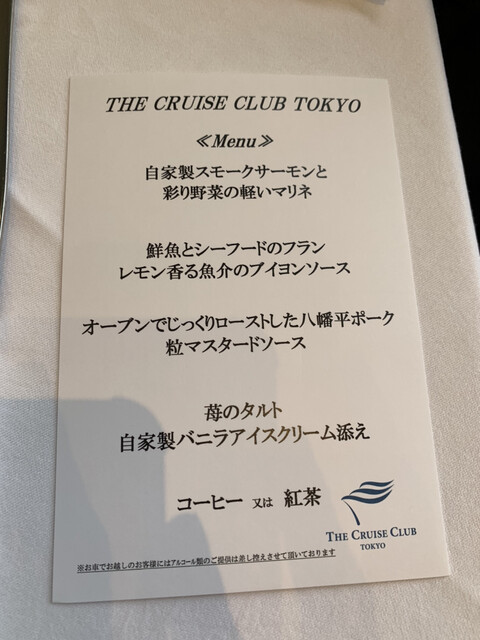 THE CRUISE CLUB TOKYO
≪Menu≫
自家製スモークサーモンと
彩り野菜の軽いマリネ
鮮魚とシーフードのフラン
レモン香る魚介のブイヨンソース
オーブンでじっくりローストした八幡平ポーク
粒マスタードソース
苺のタルト
自家製バニラアイスクリーム添え
コーヒー 又は 紅茶
THE CRUISE CLUB
TOKYO
※お車でお越しのお客様にはアルコール類のご提供は差し控えさせて頂いております